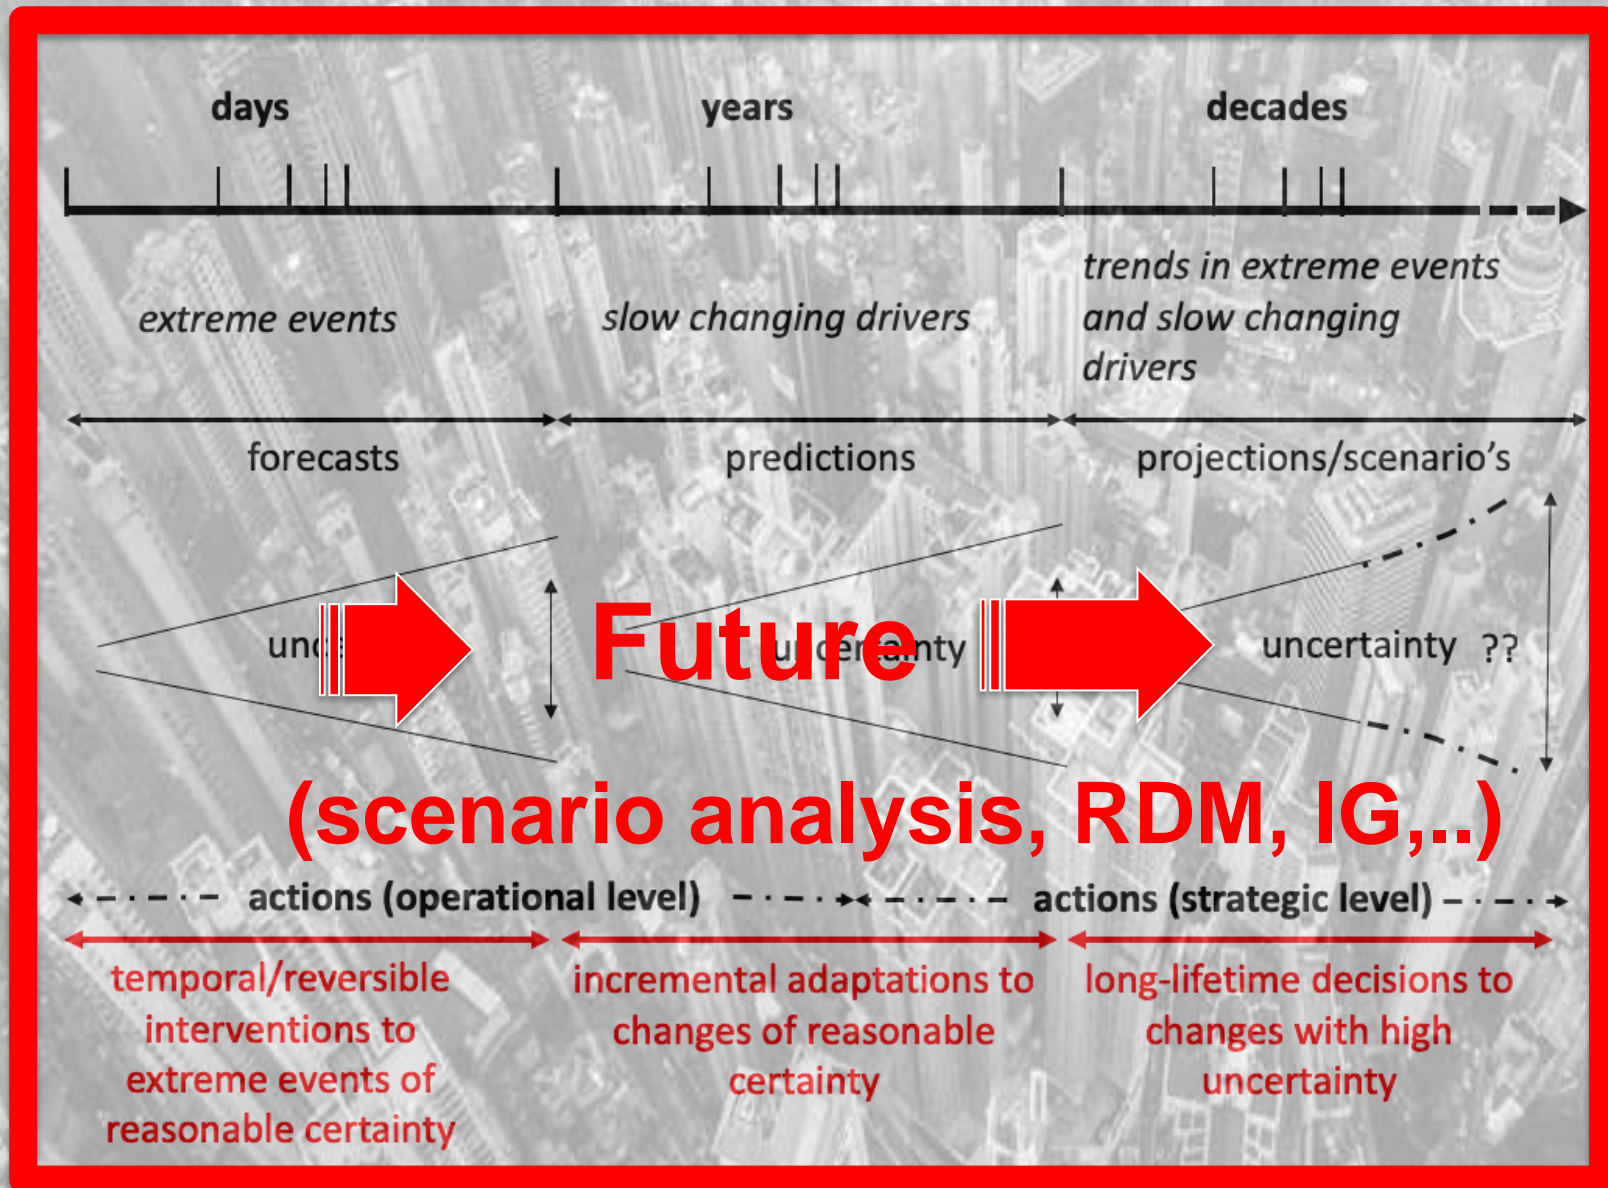 days years decades
extreme events
slow changing drivers
trends in extreme events
and slow changing
drivers
forecasts predictions projections/scenario's
Future
uncertainty
uncertainty ??
(scenario analysis, RDM, IG,..)
actions (operational level) actions (strategic level)
temporal/reversible
interventions to
extreme events of
reasonable certainty
incremental adaptations to
changes of reasonable
certainty
long-lifetime decisions to
changes with high
uncertainty